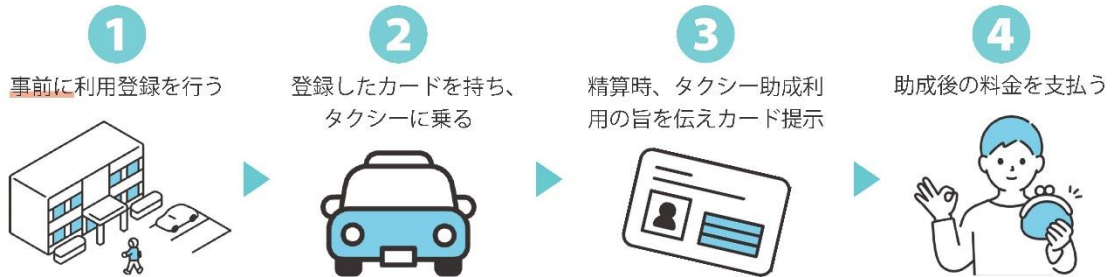 1
事前に利用登録を行う
2
登録したカードを持ち、
タクシーに乗る
3
精算時、タクシー助成利
用の旨を伝えカード提示
4
助成後の料金を支払う